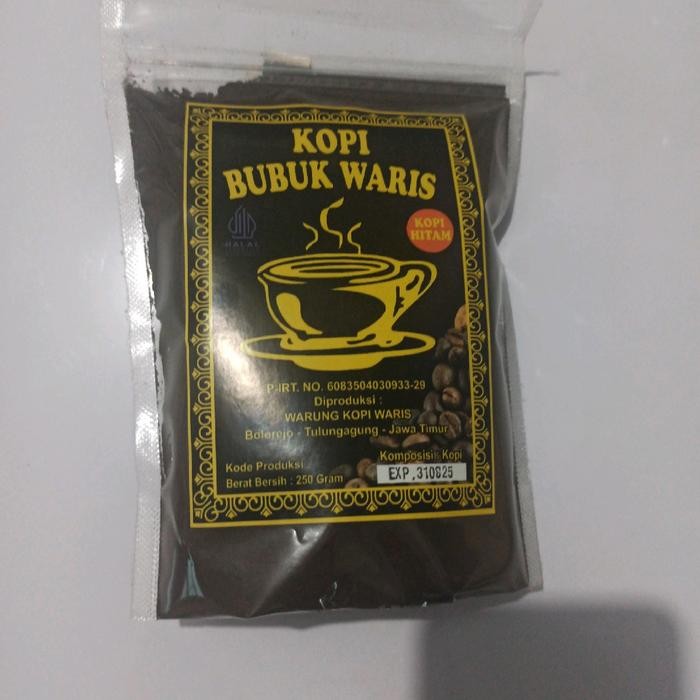 KOPI
BUBUK WARIS
KOPI
HITAM
HALAL
P-IRT. NO. 6083504030933-29
Diproduksi :
WARUNG KOPI WARIS
Bolorejo - Tulungagung - Jawa Timur
Komposisi : Kopi
Kode Produksi
EXP.310825
Berat Bersih : 250 Gram